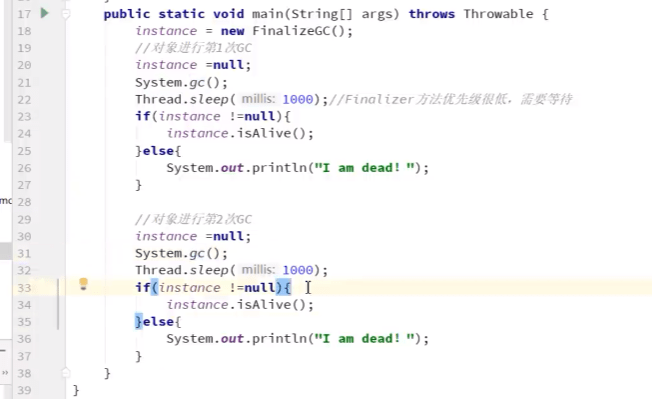 17 public static void main(String[] args) throws Throwable {
18 instance = new FinalizeGC();
19 //对象进行第1次GC
20 instance =null;
21 System.gc();
22 Thread.sleep( millis: 1000);//Finalizer方法优先级很低，需要等待
23 if(instance !=null){
24 instance.isAlive();
25 }else{
26 System.out.println("I am dead! ");
27 }
28
29 //对象进行第2次GC
30 instance =null;
31 System.gc();
32 Thread.sleep( millis: 1000);
33 if(instance !=null){
34 instance.isAlive();
35 }else{
36 System.out.println("I am dead! ");
37 }
38 }
39 }